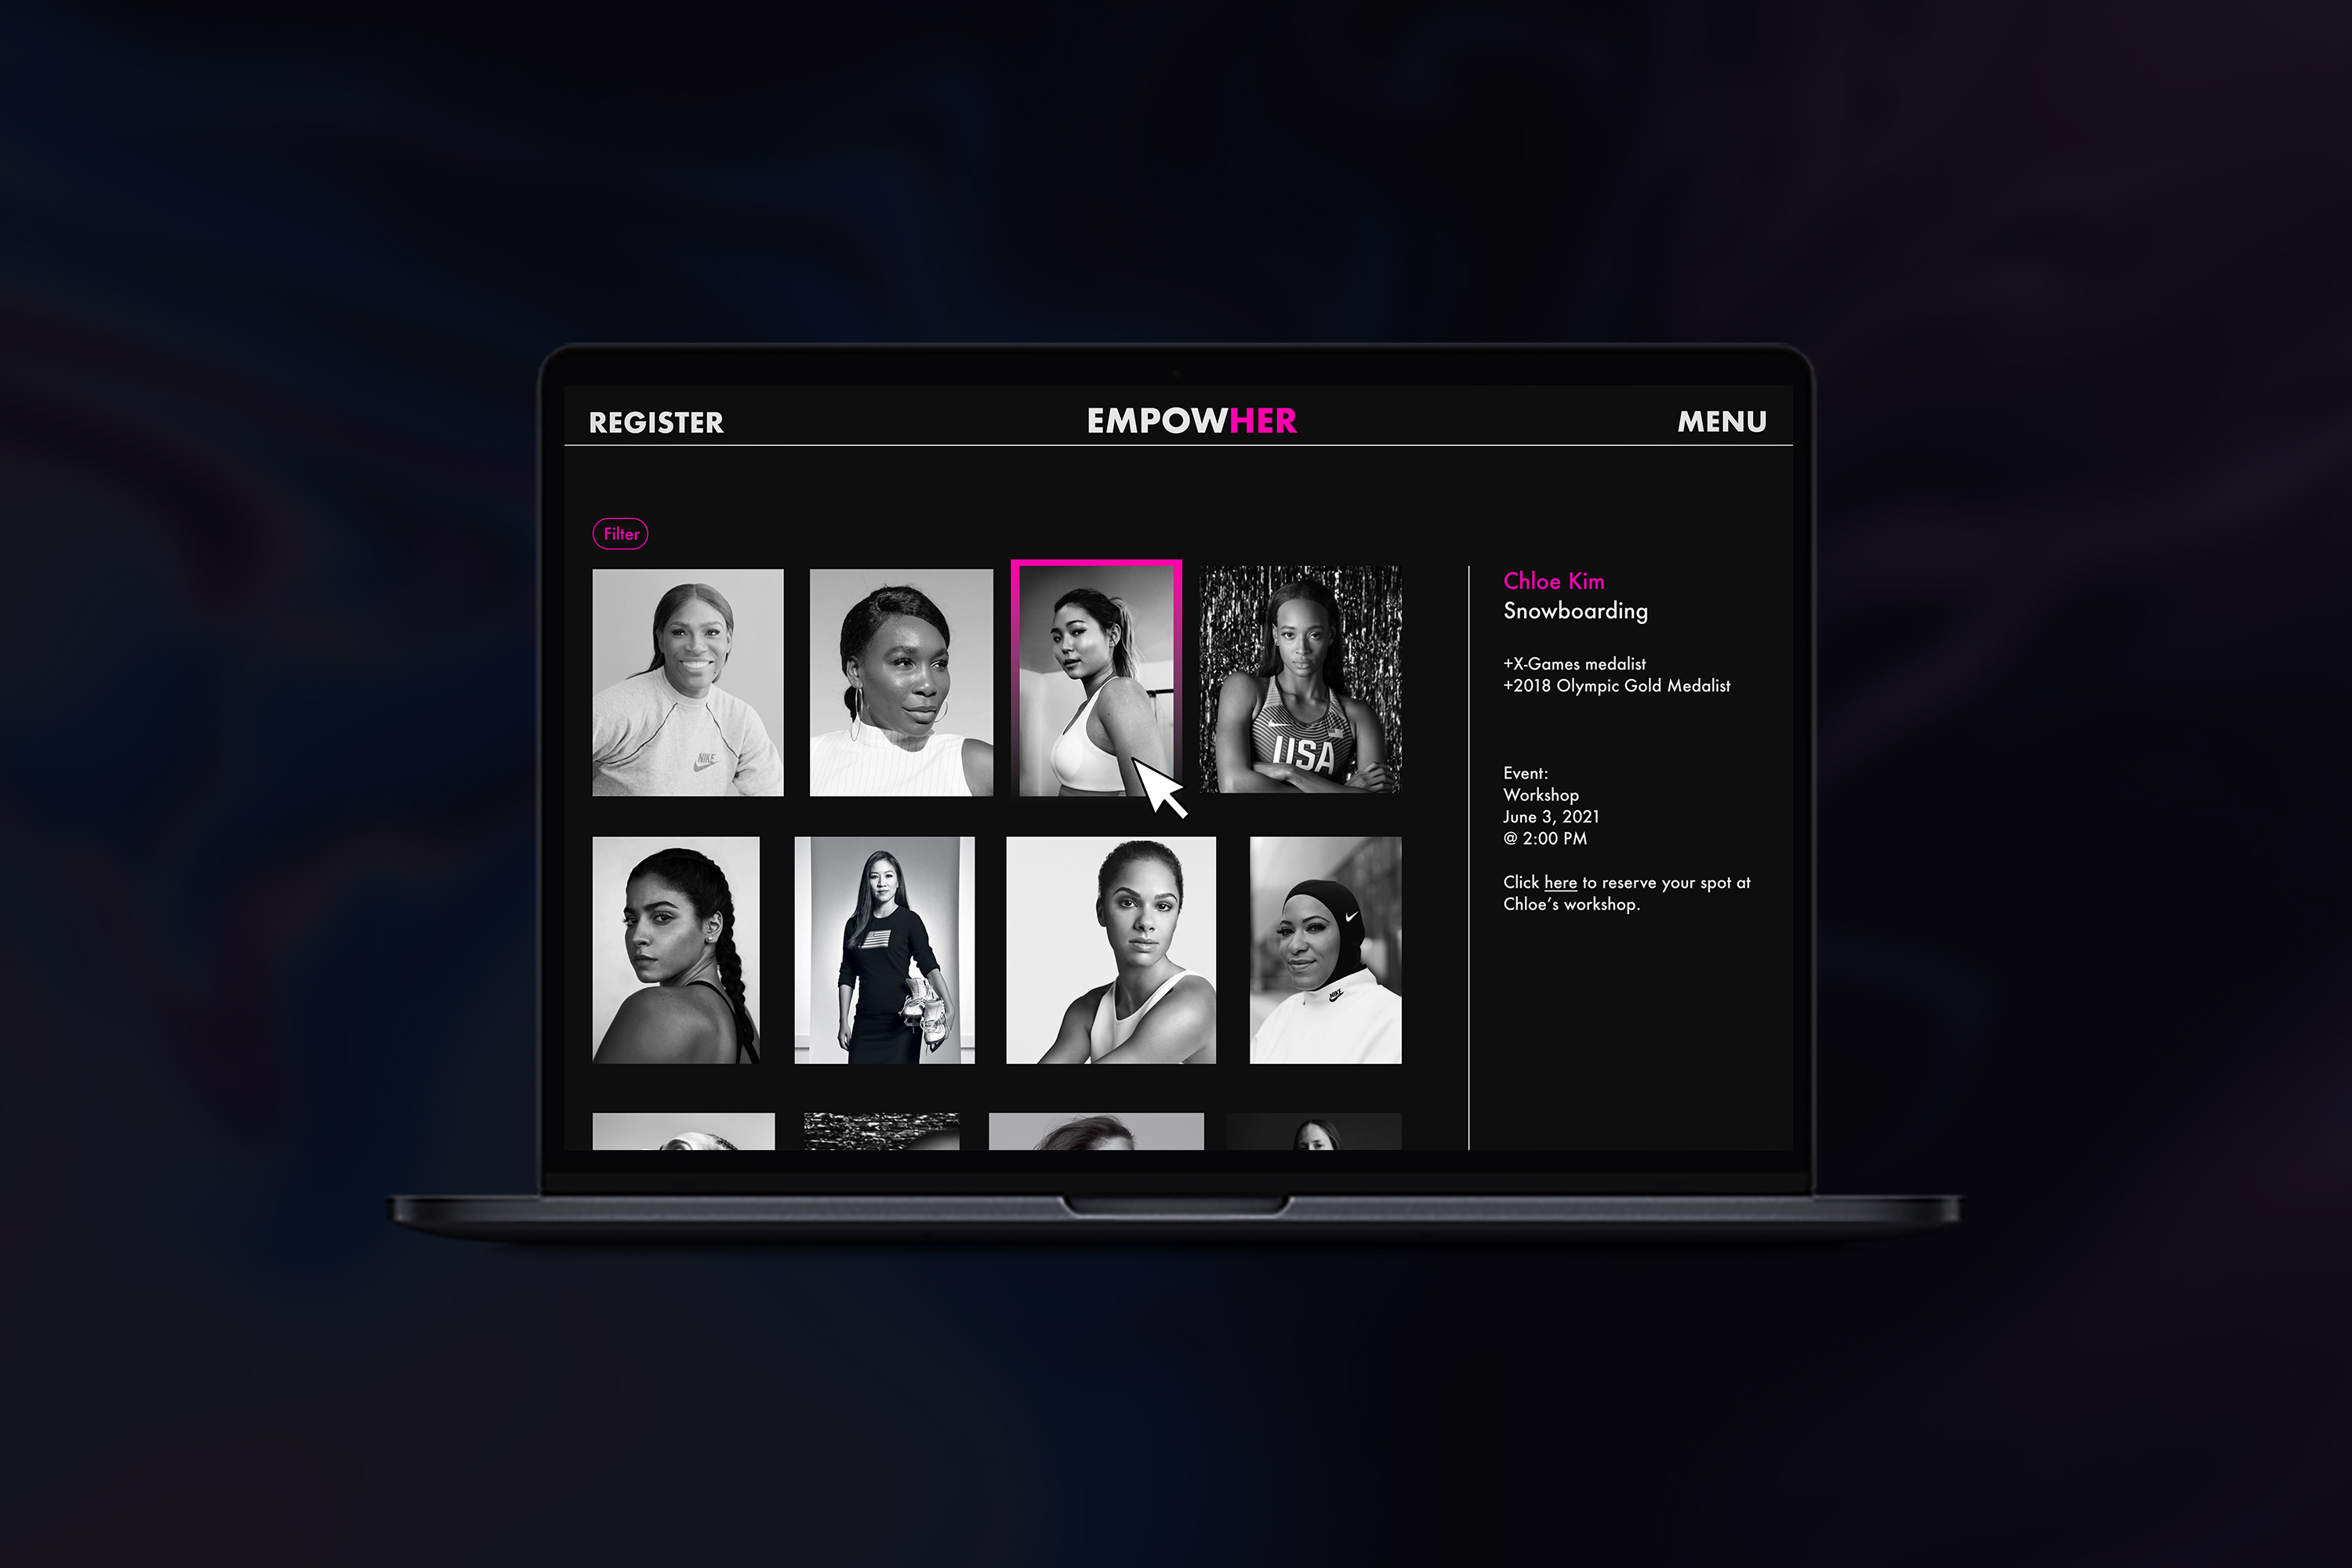 REGISTER
EMPOWHER
MENU
Filter
NIKE
USA
NIKE
Chloe Kim
Snowboarding
+X-Games medalist
+2018 Olympic Gold Medalist
Event:
Workshop
June 3, 2021
@ 2:00 PM
Click here to reserve your spot at
Chloe’s workshop.